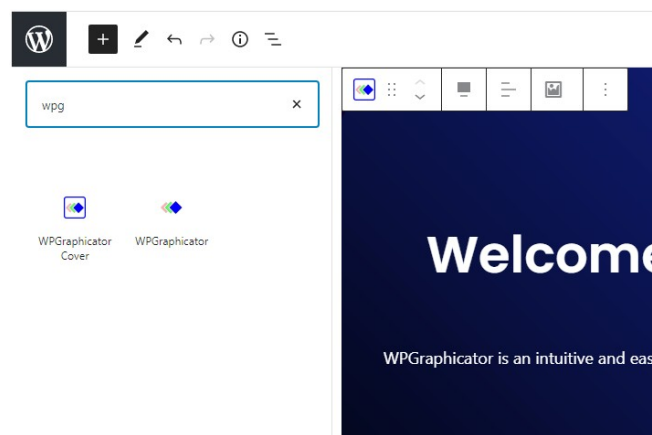 wpg
WPGraphicator
Cover
WPGraphicator
Welcome
WPGraphicator is an intuitive and eas